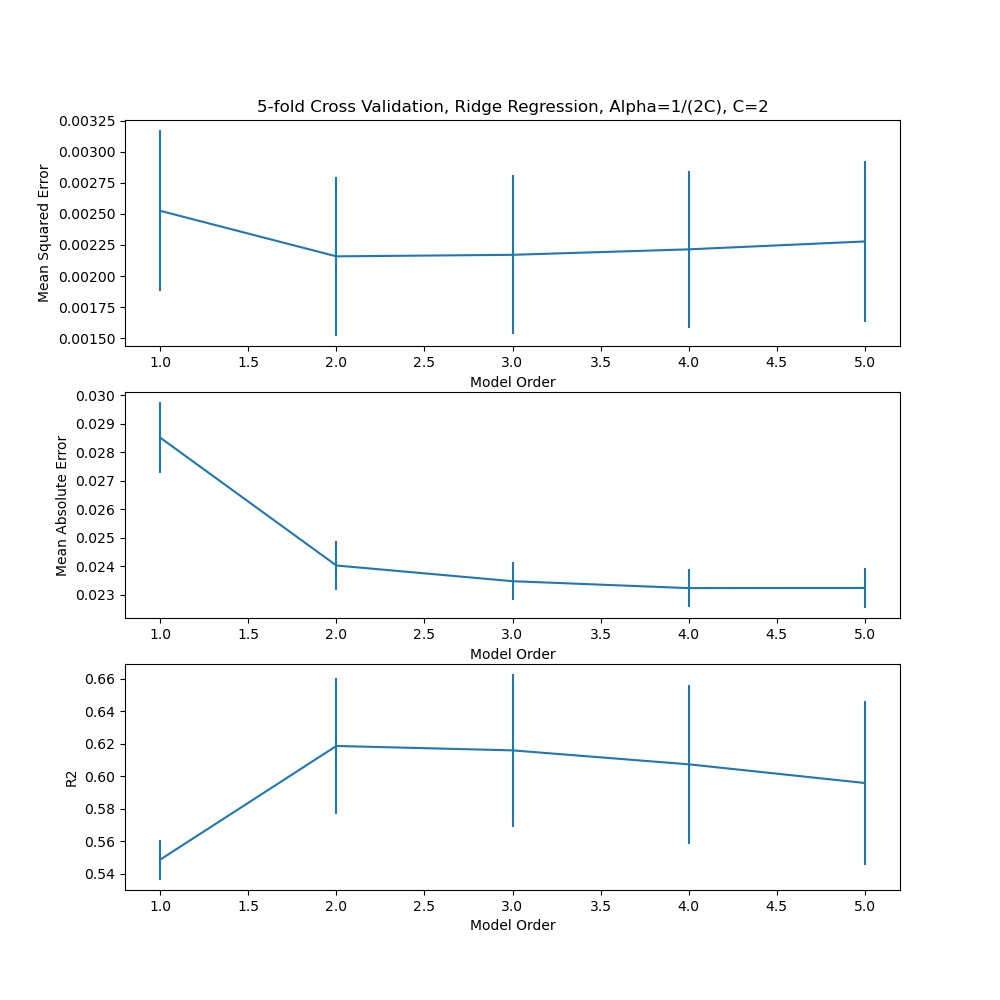 5-fold Cross Validation, Ridge Regression, Alpha=1/(2C), C=2
Mean Squared Error
0.00325
0.00300
0.00275
0.00250
0.00225
0.00200
0.00175
0.00150
1.0 1.5 2.0 2.5 3.0 3.5 4.0 4.5 5.0
Model Order
Mean Absolute Error
0.030
0.029
0.028
0.027
0.026
0.025
0.024
0.023
1.0 1.5 2.0 2.5 3.0 3.5 4.0 4.5 5.0
Model Order
R2
0.66
0.64
0.62
0.60
0.58
0.56
0.54
1.0 1.5 2.0 2.5 3.0 3.5 4.0 4.5 5.0
Model Order